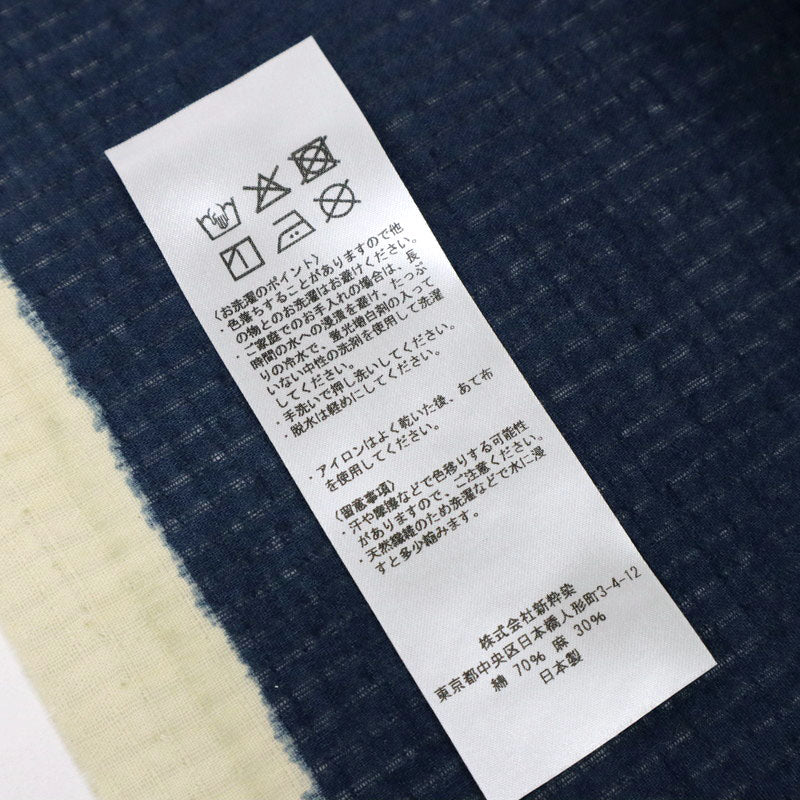 〈お洗濯のポイント〉
・色落ちすることがありますので他
の物とのお洗濯はお避けください。
・ご家庭でのお手入れの場合は、長
時間の水への浸漬を避け、たっぷ
りの冷水で、蛍光増白剤の入って
いない中性の洗剤を使用して洗濯
してください。
・手洗いで押し洗いしてください。
・脱水は軽めにしてください。
・アイロンはよく乾いた後、あて布
を使用してください。
〈留意事項〉
・汗や摩擦などで色移りする可能性
がありますので、ご注意ください。
・天然繊維のため洗濯などで水に浸
すと多少縮みます。
株式会社新粋染
東京都中央区日本橋人形町3-4-12
綿 70% 麻 30%
日本製